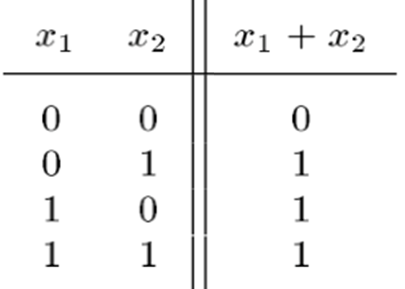 x₁ x₂ x₁ + x₂
0 0 0
0 1 1
1 0 1
1 1 1